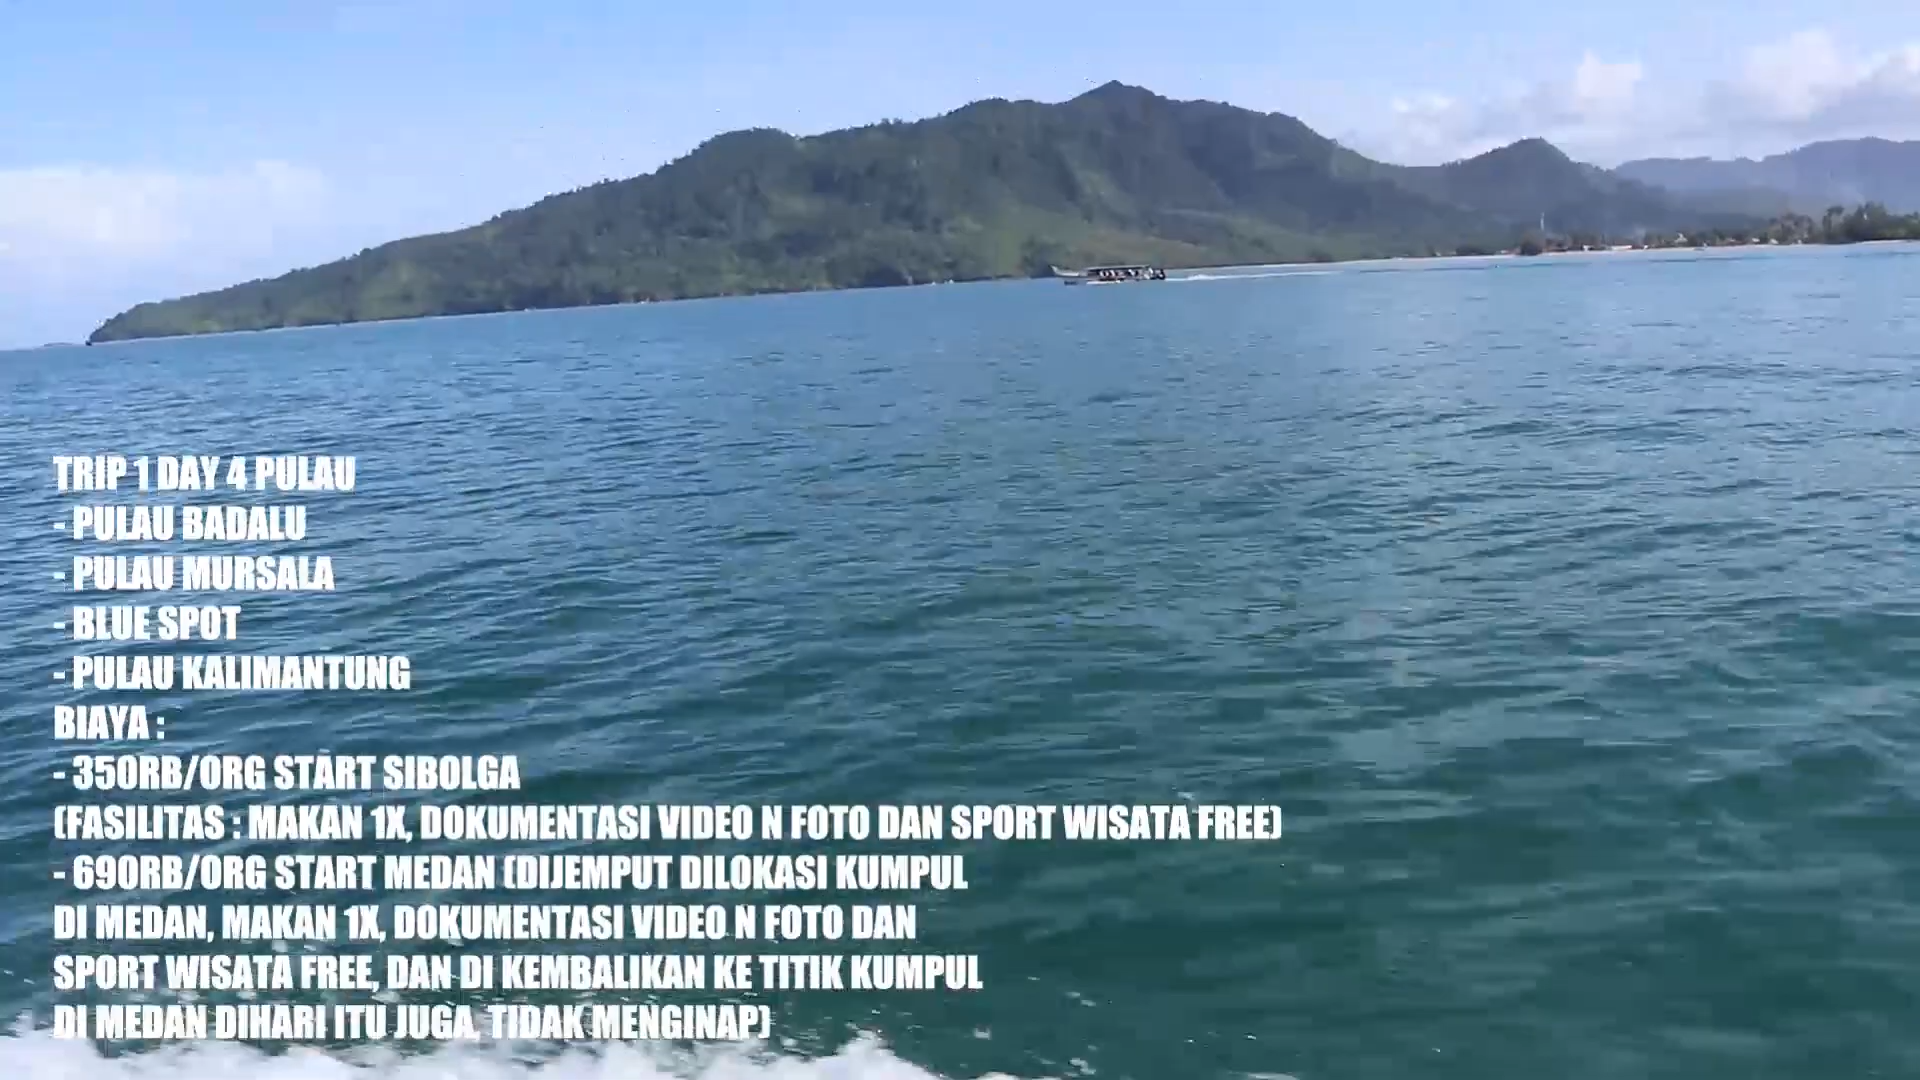 TRIP 1 DAY 4 PULAU
- PULAU BADALU
- PULAU MURSALA
- BLUE SPOT
- PULAU KALIMANTUNG
BIAYA :
- 350RB/ORG START SIBOLGA
(FASILITAS : MAKAN 1X, DOKUMENTASI VIDEO N FOTO DAN SPORT WISATA FREE)
- 690RB/ORG START MEDAN (DIJEMPUT DILOKASI KUMPUL
DI MEDAN, MAKAN 1X, DOKUMENTASI VIDEO N FOTO DAN
SPORT WISATA FREE, DAN DI KEMBALIKAN KE TITIK KUMPUL
DI MEDAN DIHARI ITU JUGA, TIDAK MENGINAP)